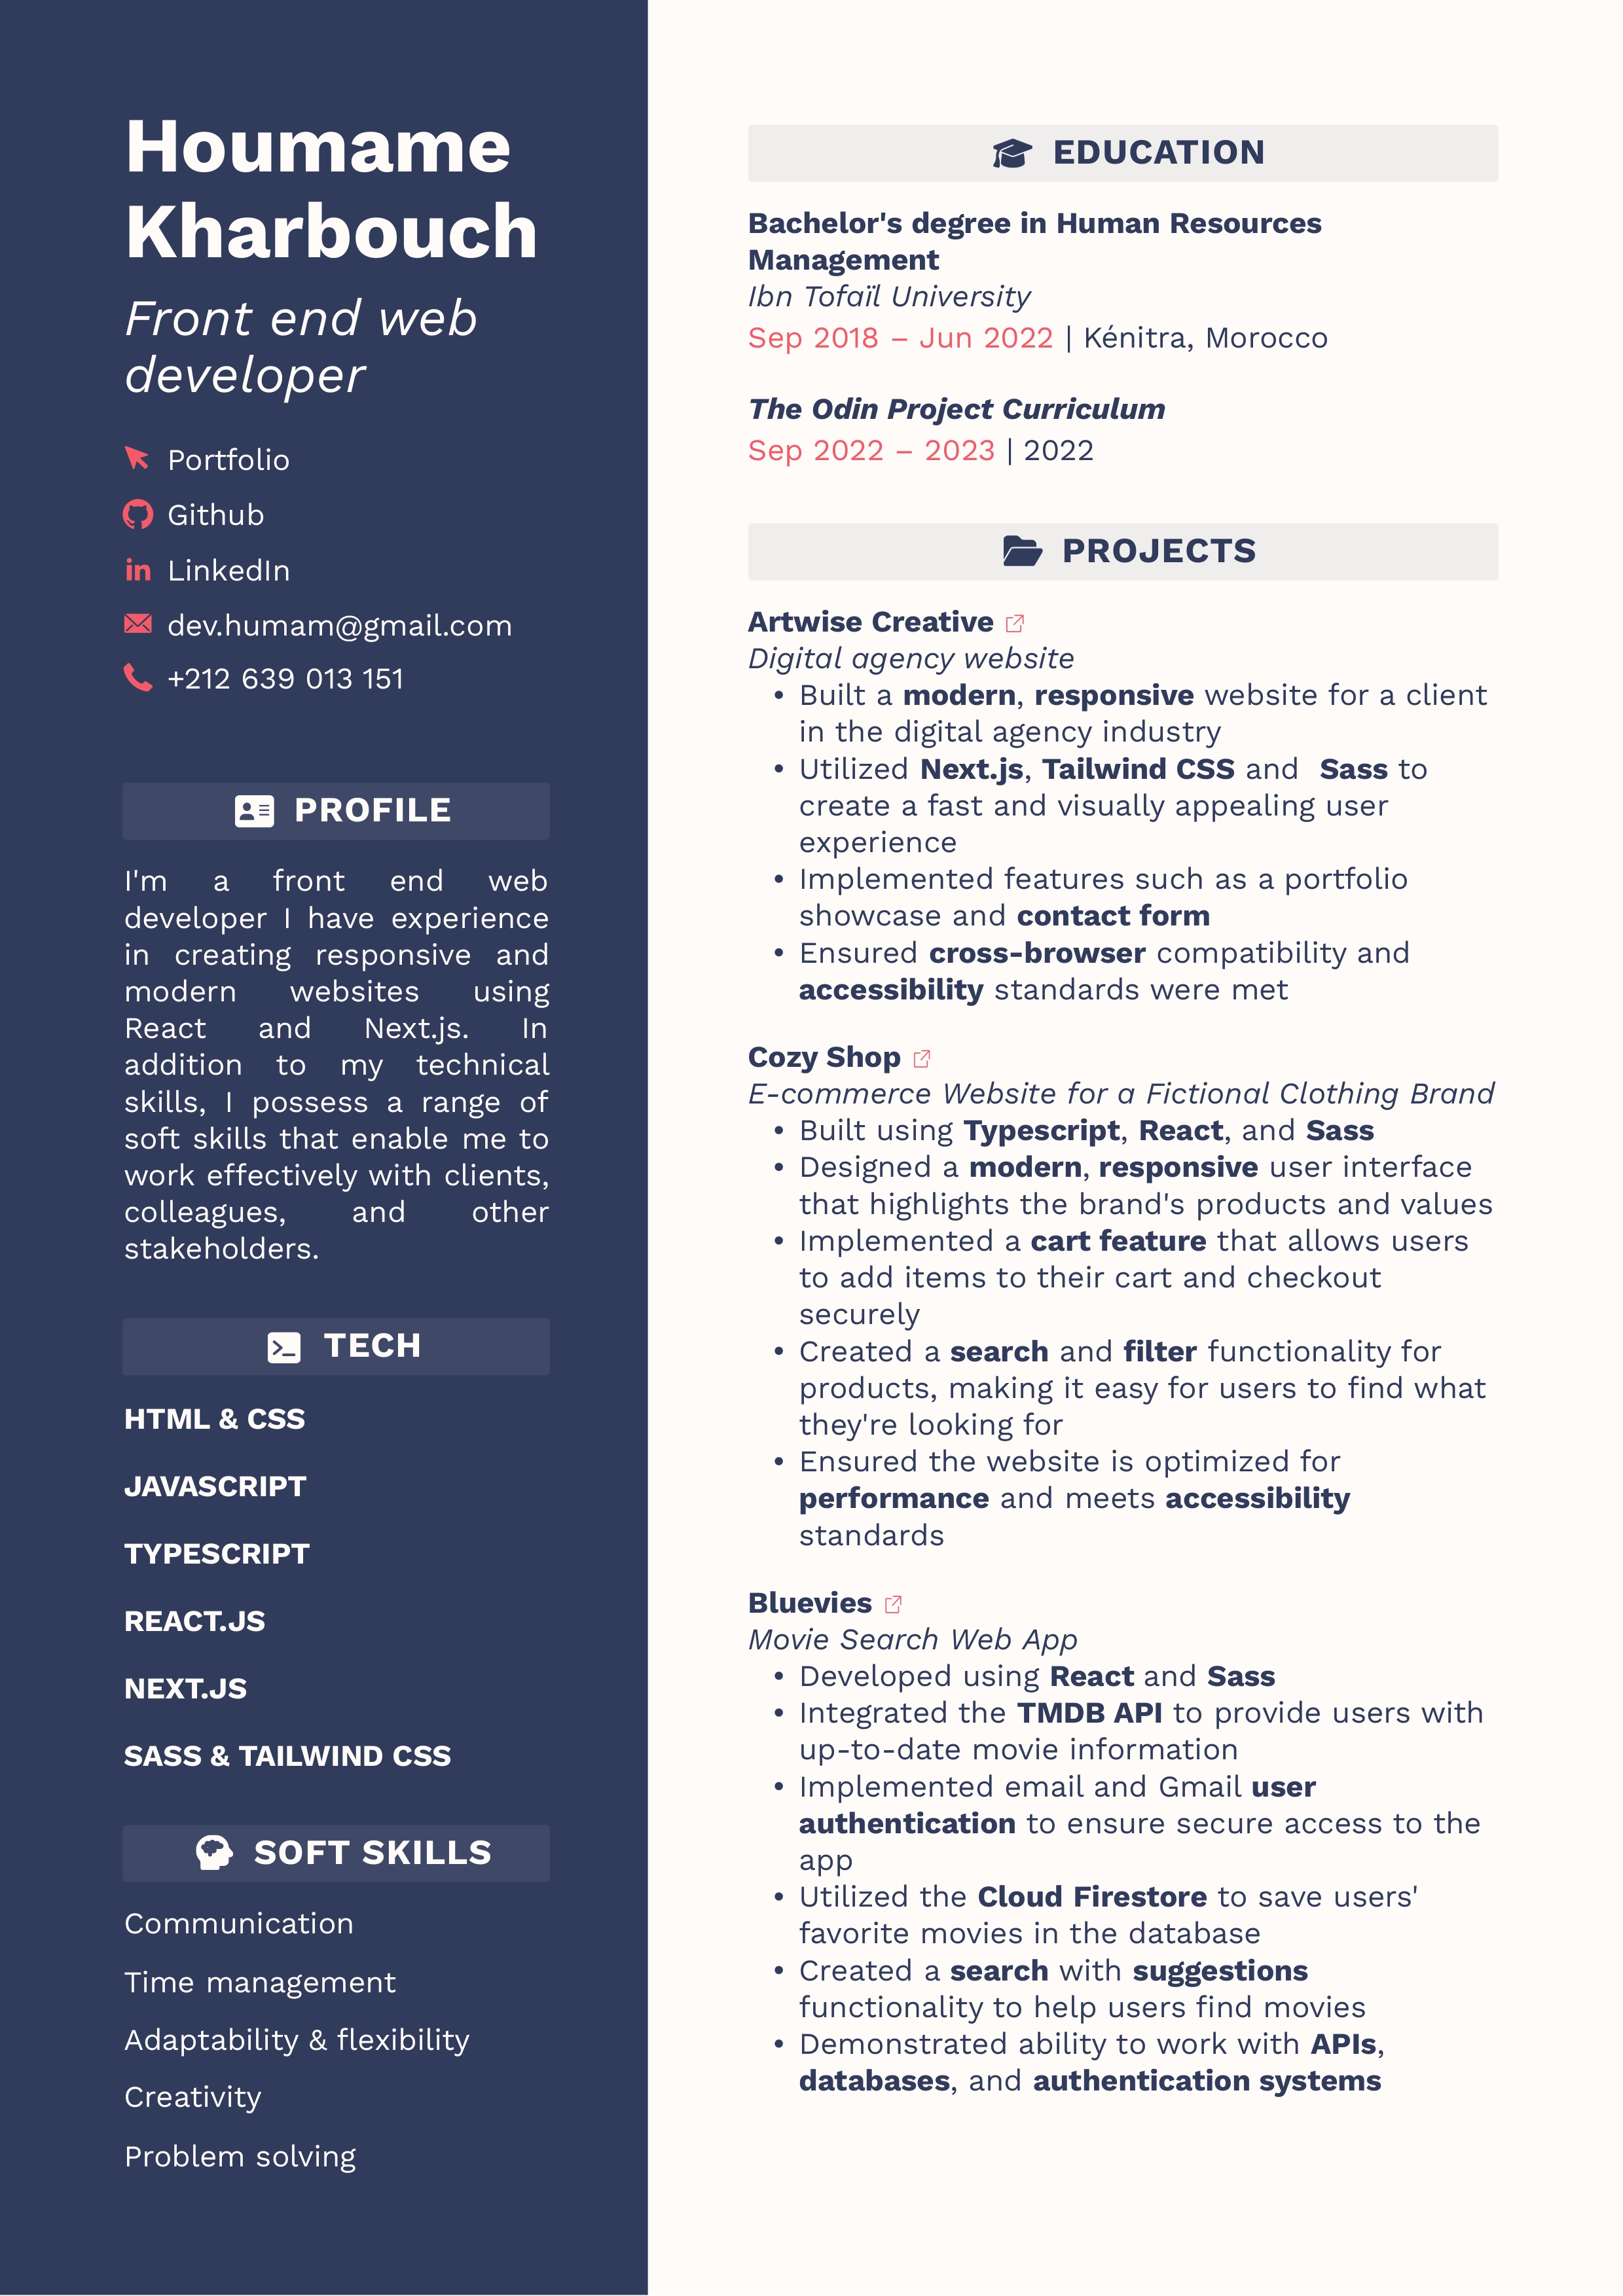 Houmame
Kharbouch
Front end web
developer
Portfolio
Github
LinkedIn
dev.humam@gmail.com
+212 639 013 151
PROFILE
I'm a front end web
developer I have experience
in creating responsive and
modern websites using
React and Next.js. In
addition to my technical
skills, I possess a range of
soft skills that enable me to
work effectively with clients,
colleagues, and other
stakeholders.
TECH
HTML & CSS
JAVASCRIPT
TYPESCRIPT
REACT.JS
NEXT.JS
SASS & TAILWIND CSS
SOFT SKILLS
Communication
Time management
Adaptability & flexibility
Creativity
Problem solving
EDUCATION
Bachelor's degree in Human Resources
Management
Ibn Tofaïl University
Sep 2018 – Jun 2022 | Kénitra, Morocco
The Odin Project Curriculum
Sep 2022 – 2023 | 2022
PROJECTS
Artwise Creative
Digital agency website
• Built a modern, responsive website for a client
in the digital agency industry
• Utilized Next.js, Tailwind CSS and Sass to
create a fast and visually appealing user
experience
• Implemented features such as a portfolio
showcase and contact form
• Ensured cross-browser compatibility and
accessibility standards were met
Cozy Shop
E-commerce Website for a Fictional Clothing Brand
• Built using Typescript, React, and Sass
• Designed a modern, responsive user interface
that highlights the brand's products and values
• Implemented a cart feature that allows users
to add items to their cart and checkout
securely
• Created a search and filter functionality for
products, making it easy for users to find what
they're looking for
• Ensured the website is optimized for
performance and meets accessibility
standards
Bluevies
Movie Search Web App
• Developed using React and Sass
• Integrated the TMDB API to provide users with
up-to-date movie information
• Implemented email and Gmail user
authentication to ensure secure access to the
app
• Utilized the Cloud Firestore to save users'
favorite movies in the database
• Created a search with suggestions
functionality to help users find movies
• Demonstrated ability to work with APIs,
databases, and authentication systems